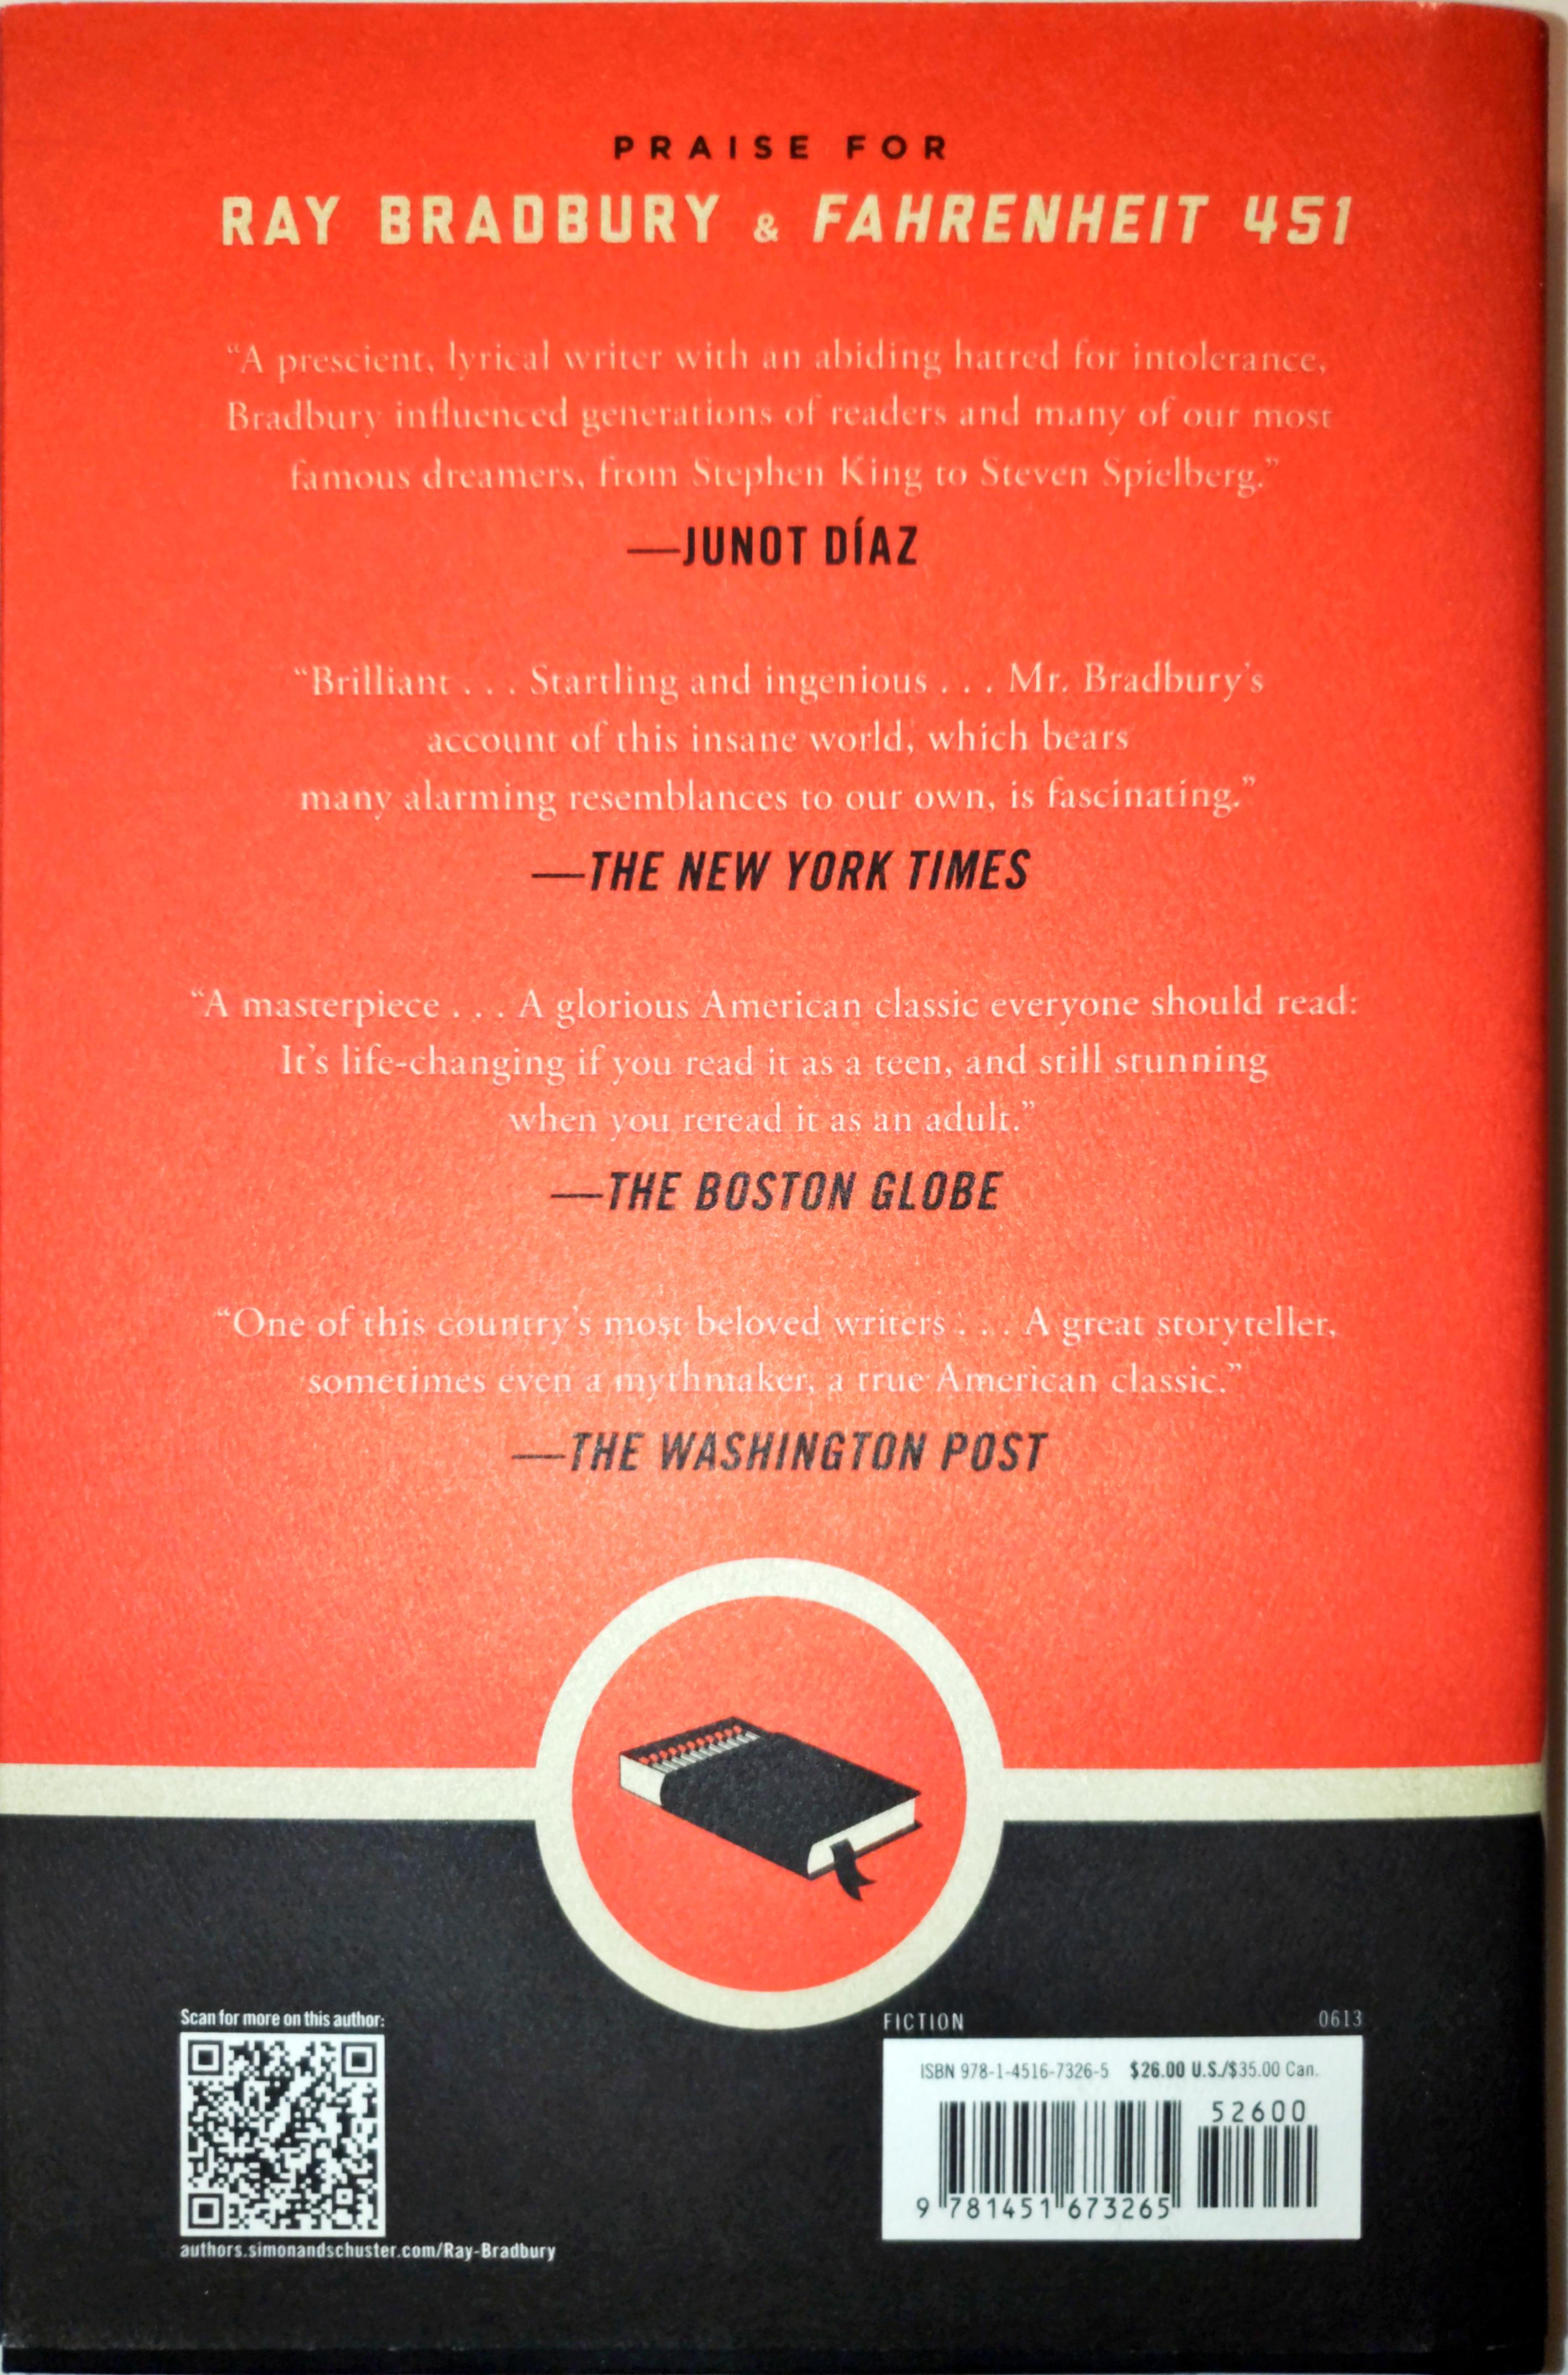 PRAISE FOR
RAY BRADBURY & FAHRENHEIT 451
“A prescient, lyrical writer with an abiding hatred for intolerance,
Bradbury influenced generations of readers and many of our most
famous dreamers, from Stephen King to Steven Spielberg.”
—JUNOT DÍAZ
“Brilliant . . . Startling and ingenious . . . Mr. Bradbury’s
account of this insane world, which bears
many alarming resemblances to our own, is fascinating.”
—THE NEW YORK TIMES
“A masterpiece . . . A glorious American classic everyone should read:
It’s life-changing if you read it as a teen, and still stunning
when you reread it as an adult.”
—THE BOSTON GLOBE
“One of this country’s most beloved writers . . . A great storyteller,
sometimes even a mythmaker, a true American classic.”
—THE WASHINGTON POST
Scan for more on this author:
authors.simonandschuster.com/Ray-Bradbury
FICTION 0613
ISBN 978-1-4516-7326-5 $26.00 U.S./$35.00 Can.
52600
9 781451 673265